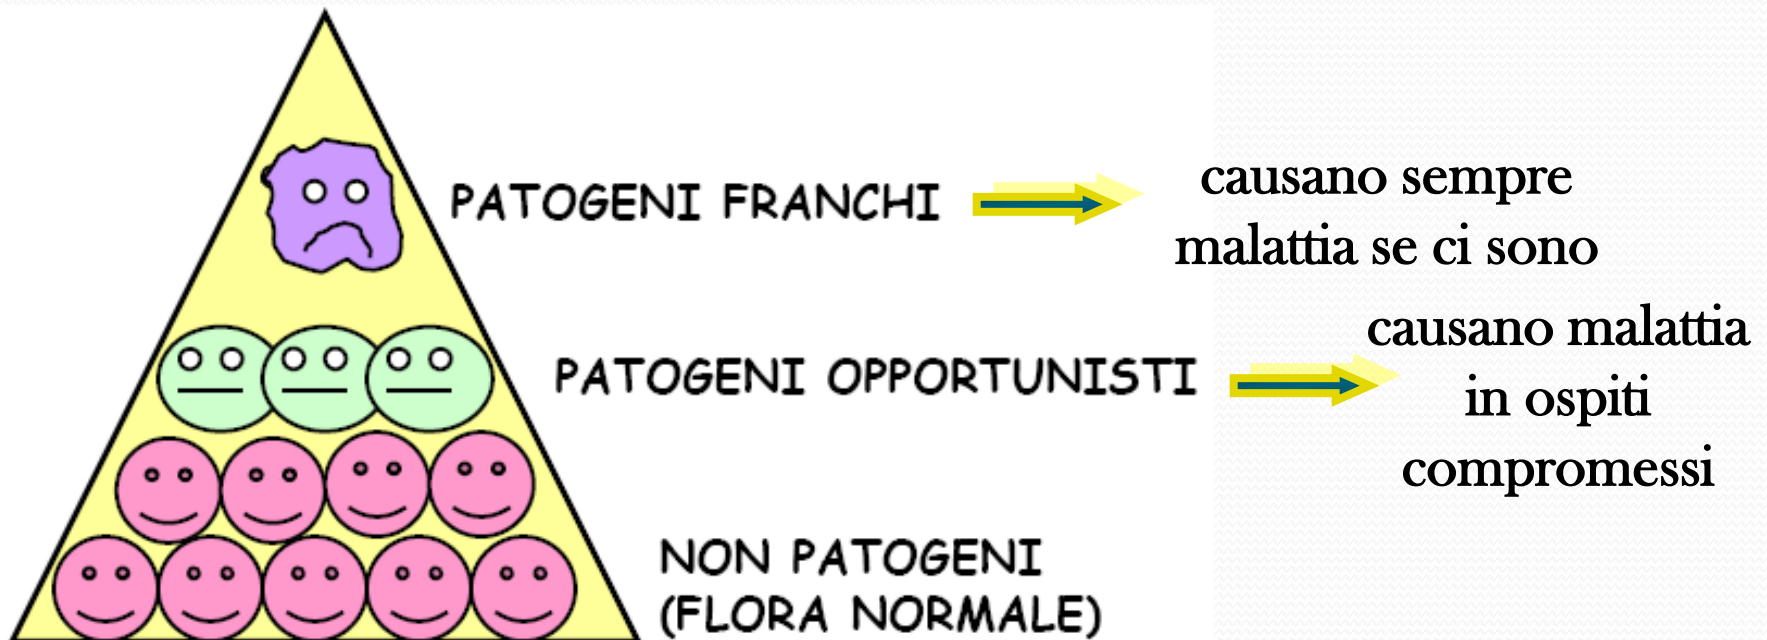 PATOGENI FRANCHI
causano sempre
malattia se ci sono
PATOGENI OPPORTUNISTI
causano malattia
in ospiti
compromessi
NON PATOGENI
(FLORA NORMALE)